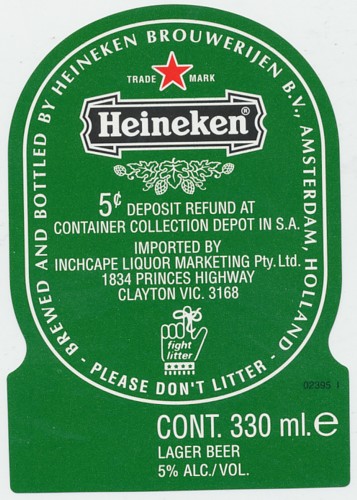 BREWED AND BOTTLED BY HEINEKEN BROUWERIJEN B.V., AMSTERDAM, HOLLAND
TRADE MARK
Heineken®
5¢ DEPOSIT REFUND AT
CONTAINER COLLECTION DEPOT IN S.A.
IMPORTED BY
INCHCAPE LIQUOR MARKETING Pty. Ltd.
1834 PRINCES HIGHWAY
CLAYTON VIC. 3168
fight
litter
- PLEASE DON'T LITTER -
02395 I
CONT. 330 ml. e
LAGER BEER
5% ALC./VOL.